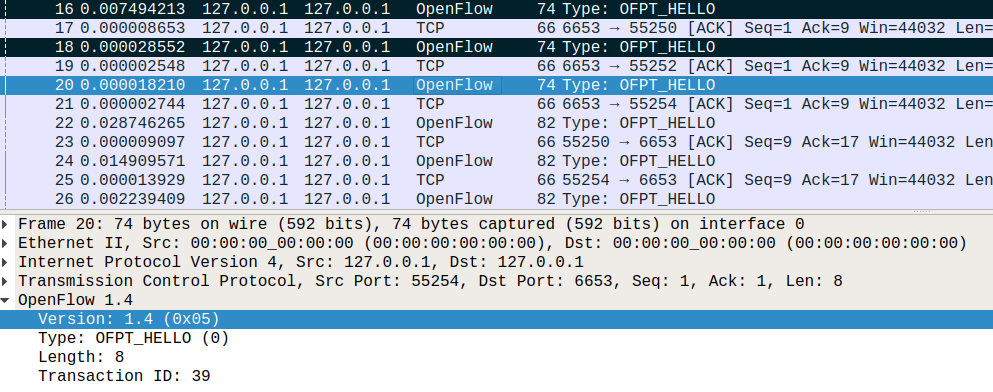 16 0.007494213 127.0.0.1 127.0.0.1 OpenFlow 74 Type: OFPT_HELLO
17 0.000008653 127.0.0.1 127.0.0.1 TCP 66 6653 → 55250 [ACK] Seq=1 Ack=9 Win=44032 Len=
18 0.000028552 127.0.0.1 127.0.0.1 OpenFlow 74 Type: OFPT_HELLO
19 0.000002548 127.0.0.1 127.0.0.1 TCP 66 6653 → 55252 [ACK] Seq=1 Ack=9 Win=44032 Len=
20 0.000018210 127.0.0.1 127.0.0.1 OpenFlow 74 Type: OFPT_HELLO
21 0.000002744 127.0.0.1 127.0.0.1 TCP 66 6653 → 55254 [ACK] Seq=1 Ack=9 Win=44032 Len=
22 0.028746265 127.0.0.1 127.0.0.1 OpenFlow 82 Type: OFPT_HELLO
23 0.000009097 127.0.0.1 127.0.0.1 TCP 66 55250 → 6653 [ACK] Seq=9 Ack=17 Win=44032 Len
24 0.014909571 127.0.0.1 127.0.0.1 OpenFlow 82 Type: OFPT_HELLO
25 0.000013929 127.0.0.1 127.0.0.1 TCP 66 55254 → 6653 [ACK] Seq=9 Ack=17 Win=44032 Len
26 0.002239409 127.0.0.1 127.0.0.1 OpenFlow 82 Type: OFPT_HELLO
Frame 20: 74 bytes on wire (592 bits), 74 bytes captured (592 bits) on interface 0
Ethernet II, Src: 00:00:00_00:00:00 (00:00:00:00:00:00), Dst: 00:00:00_00:00:00 (00:00:00:00:00:00)
Internet Protocol Version 4, Src: 127.0.0.1, Dst: 127.0.0.1
Transmission Control Protocol, Src Port: 55254, Dst Port: 6653, Seq: 1, Ack: 1, Len: 8
OpenFlow 1.4
Version: 1.4 (0x05)
Type: OFPT_HELLO (0)
Length: 8
Transaction ID: 39